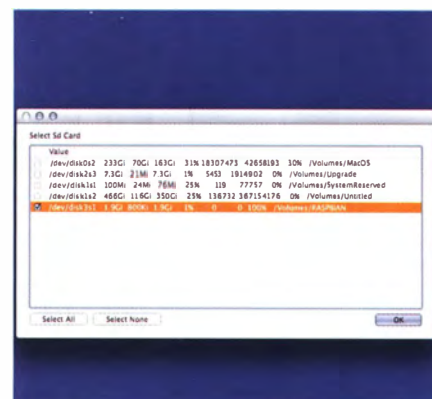 Select Sd Card
Value
/dev/disk0s2 233Gi 70Gi 163Gi 31% 18307473 42658193 30% /Volumes/MacOS
/dev/disk2s3 7.3Gi 21Mi 7.3Gi 1% 5453 1914902 0% /Volumes/Upgrade
/dev/disk1s1 100Mi 24Mi 76Mi 25% 119 77757 0% /Volumes/SystemReserved
/dev/disk1s2 466Gi 116Gi 350Gi 25% 136732 367154176 0% /Volumes/Untitled
/dev/disk3s1 1.9Gi 800Ki 1.9Gi 1% 0 0 100% /Volumes/RASPBIAN
Select All Select None OK